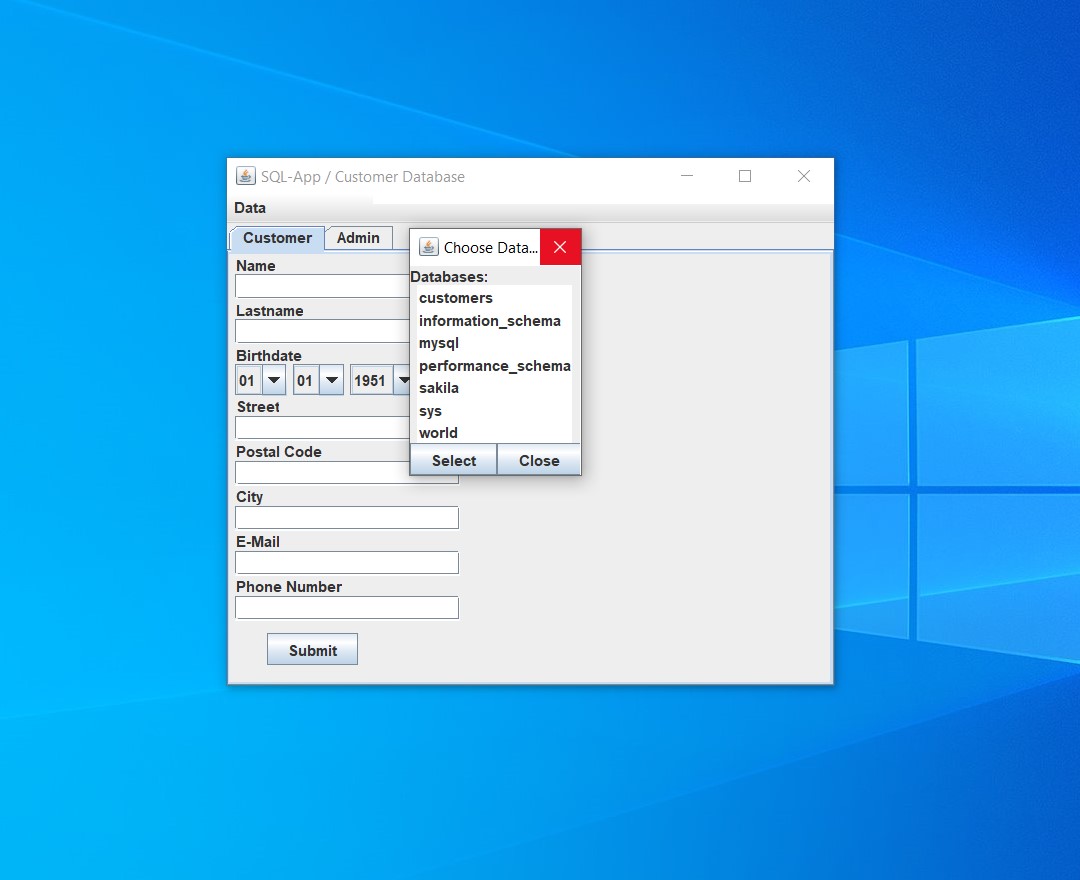 SQL-App / Customer Database
Data
Customer Admin
Choose Data...
Databases:
customers
information_schema
mysql
performance_schema
sakila
sys
world
Select Close
Name
Lastname
Birthdate
01 01 1951
Street
Postal Code
City
E-Mail
Phone Number
Submit